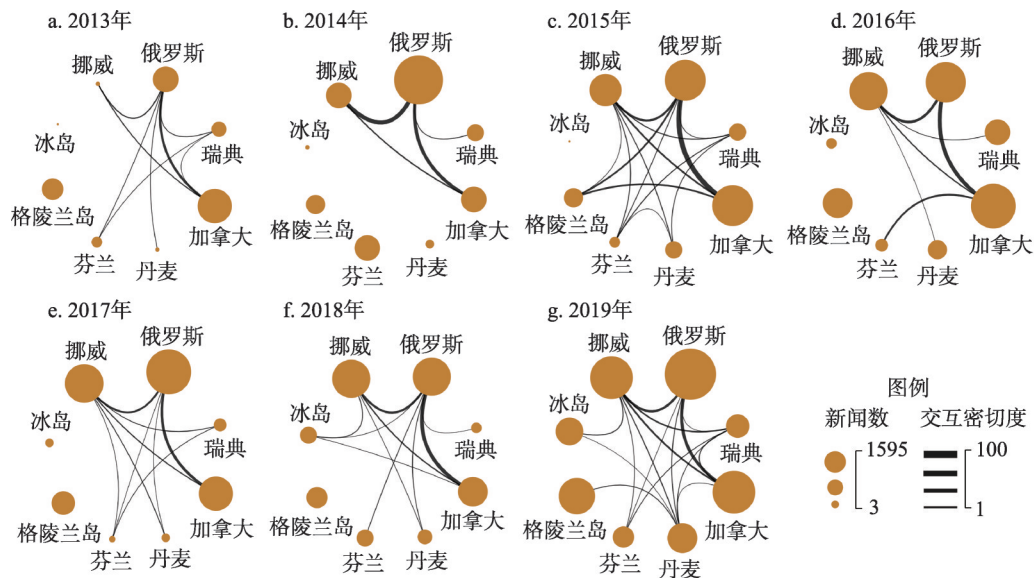 a. 2013年
挪威
俄罗斯
冰岛
瑞典
格陵兰岛
加拿大
芬兰
丹麦
b. 2014年
俄罗斯
挪威
冰岛
瑞典
格陵兰岛
加拿大
芬兰
丹麦
c. 2015年
俄罗斯
挪威
冰岛
瑞典
格陵兰岛
加拿大
芬兰
丹麦
d. 2016年
挪威
俄罗斯
冰岛
瑞典
格陵兰岛
加拿大
芬兰
丹麦
e. 2017年
俄罗斯
挪威
冰岛
瑞典
格陵兰岛
加拿大
芬兰
丹麦
f. 2018年
挪威
俄罗斯
冰岛
瑞典
格陵兰岛
加拿大
芬兰
丹麦
g. 2019年
挪威
俄罗斯
冰岛
瑞典
格陵兰岛
加拿大
芬兰
丹麦
图例
新闻数
交互密切度
1595
3
100
1